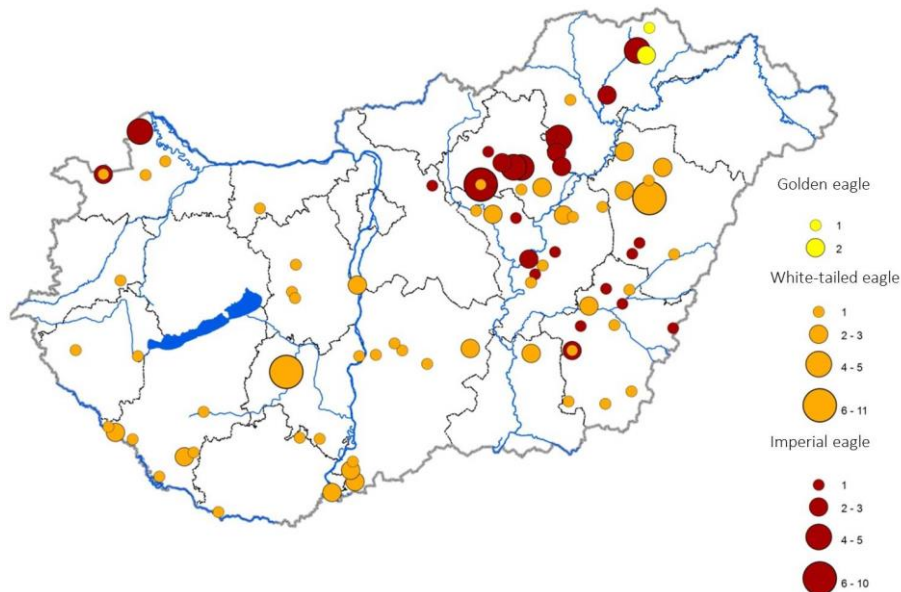 Golden eagle
1
2
White-tailed eagle
1
2 - 3
4 - 5
6 - 11
Imperial eagle
1
2 - 3
4 - 5
6 - 10